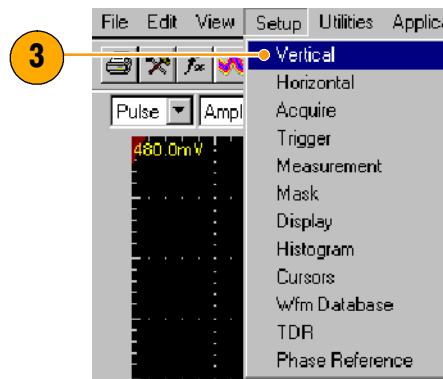 File Edit View Setup Utilities
3
Vertical
Horizontal
Pulse
Acquire
480.0mV
Trigger
Measurement
Mask
Display
Histogram
Cursors
Wfm Database
TDR
Phase Reference